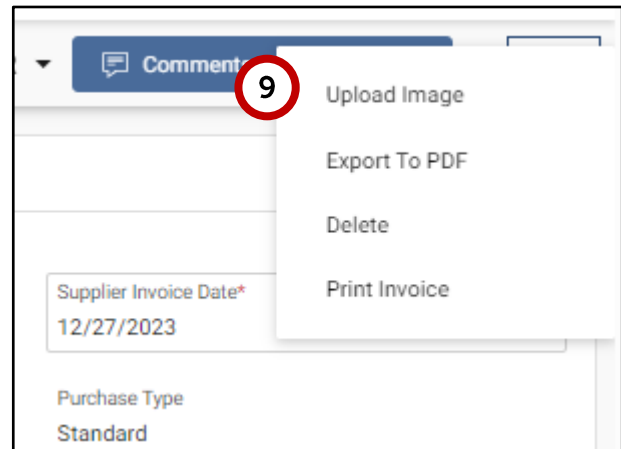 Comments
9
Upload Image
Export To PDF
Delete
Print Invoice
Supplier Invoice Date*
12/27/2023
Purchase Type
Standard